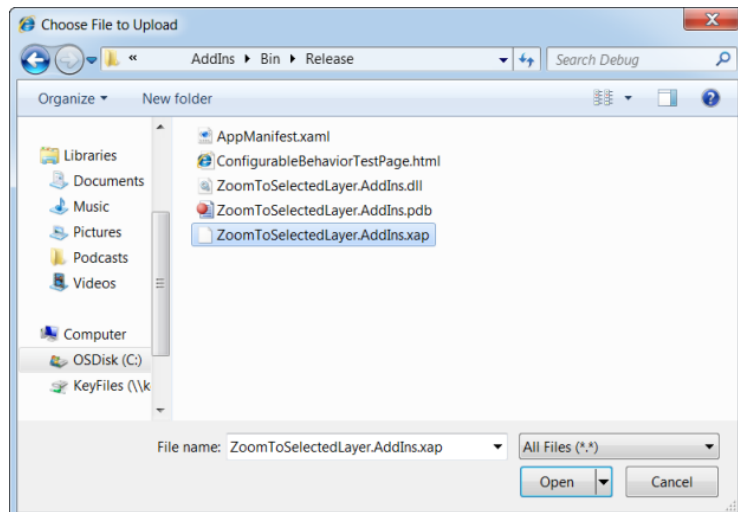 Choose File to Upload
« AddIns Bin Release Search Debug
Organize New folder
Libraries
Documents
Music
Pictures
Podcasts
Videos
Computer
OSDisk (C:)
KeyFiles (\\k
AppManifest.xaml
ConfigurableBehaviorTestPage.html
ZoomToSelectedLayer.AddIns.dll
ZoomToSelectedLayer.AddIns.pdb
ZoomToSelectedLayer.AddIns.xap
File name: ZoomToSelectedLayer.AddIns.xap All Files (*.*)
Open Cancel